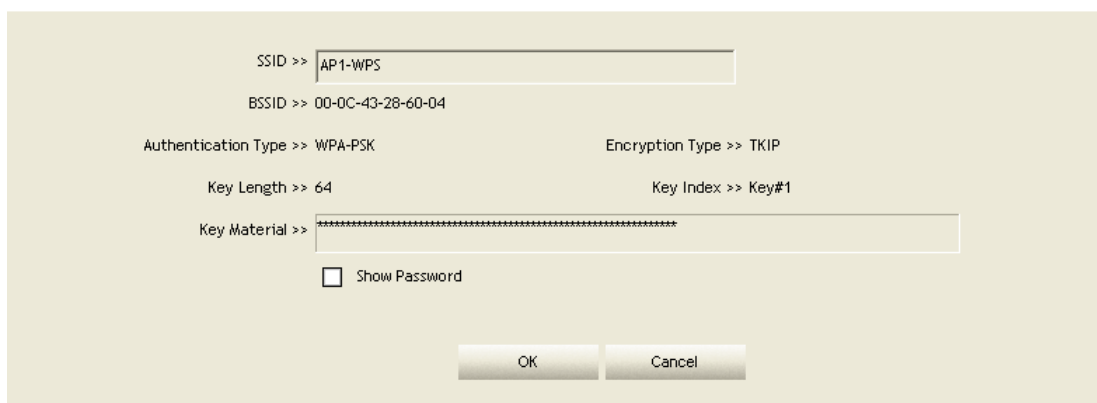 SSID >> AP1-WPS
BSSID >> 00-0C-43-28-60-04
Authentication Type >> WPA-PSK Encryption Type >> TKIP
Key Length >> 64 Key Index >> Key#1
Key Material >> ****************************************************************
Show Password
OK Cancel